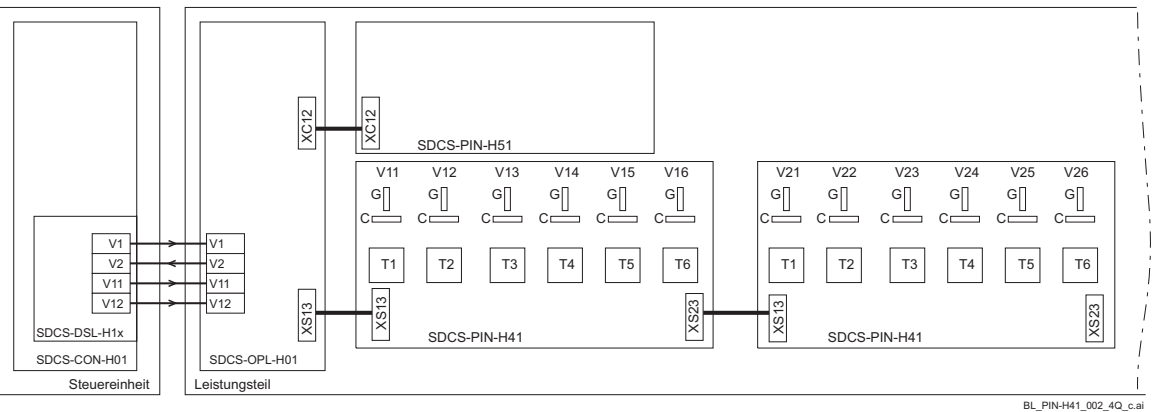 XC12 XC12
SDCS-PIN-H51
V11 V12 V13 V14 V15 V16 V21 V22 V23 V24 V25 V26
G G G G G G G G G G G G
C C C C C C C C C C C C
V1 V1
V2 V2
V11 V11
V12 V12
T1 T2 T3 T4 T5 T6 T1 T2 T3 T4 T5 T6
XS13 XS13 XS23 XS13 XS23
SDCS-DSL-H1x
SDCS-PIN-H41 SDCS-PIN-H41
SDCS-CON-H01 SDCS-OPL-H01
Steuereinheit Leistungsteil
BL_PIN-H41_002_4Q_c.ai